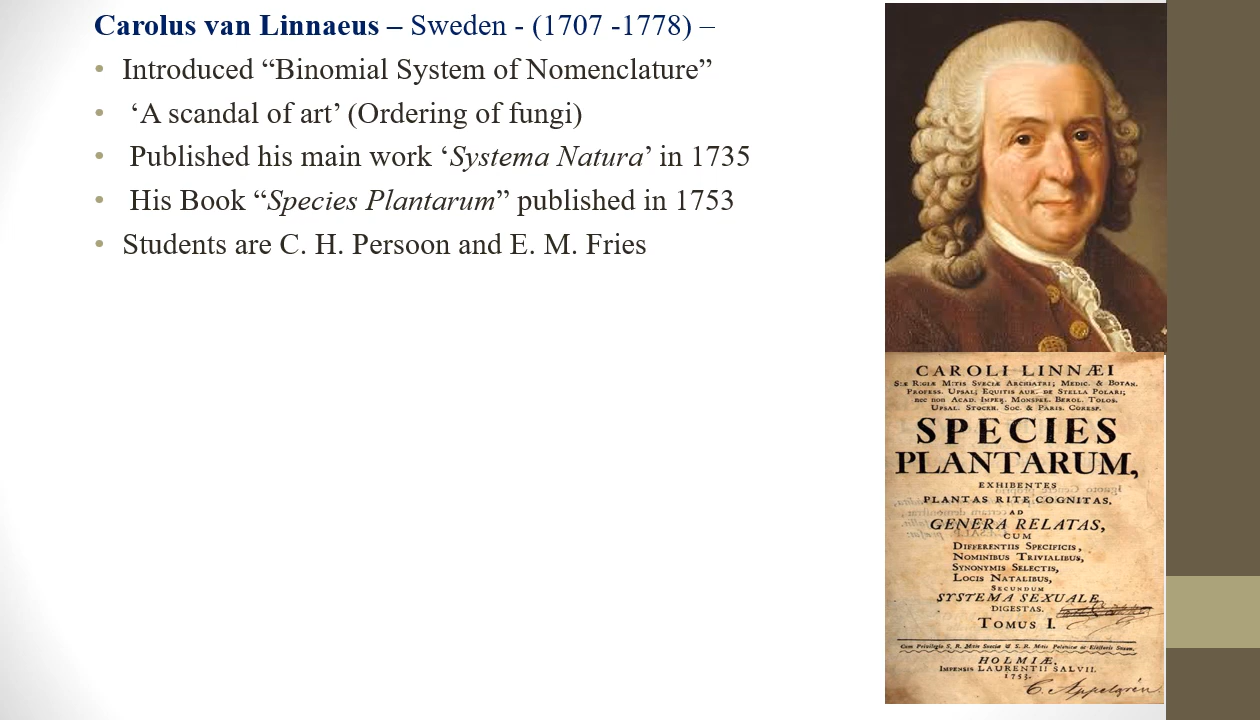 Carolus van Linnaeus – Sweden - (1707 -1778) –
• Introduced “Binomial System of Nomenclature”
• ‘A scandal of art’ (Ordering of fungi)
• Published his main work ‘Systema Natura’ in 1735
• His Book “Species Plantarum” published in 1753
• Students are C. H. Persoon and E. M. Fries
CAROLI LINNÆI
SPECIES
PLANTARUM,
EXHIBENTES
PLANTAS RITE COGNITAS,
AD
GENERA RELATAS,
CUM
DIFFERENTIIS SPECIFICIS,
NOMINIBUS TRIVIALIBUS,
SYNONYMIS SELECTIS,
LOCIS NATALIBUS,
SECUNDUM
SYSTEMA SEXUALE
DIGESTAS.
TOMUS I.
HOLMIÆ,
IMPENSIS LAURENTII SALVII.
1753.